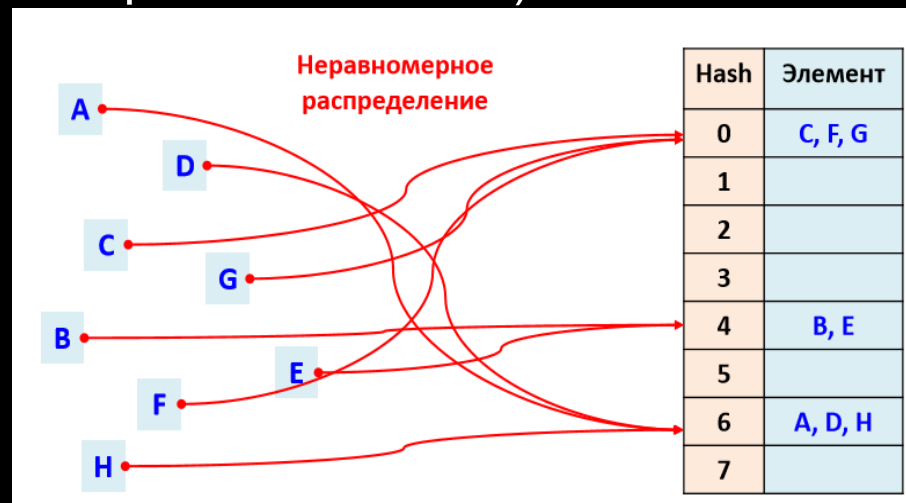 Неравномерное
распределение
A
D
C
G
B
E
F
H
Hash Элемент
0 C, F, G
1
2
3
4 B, E
5
6 A, D, H
7